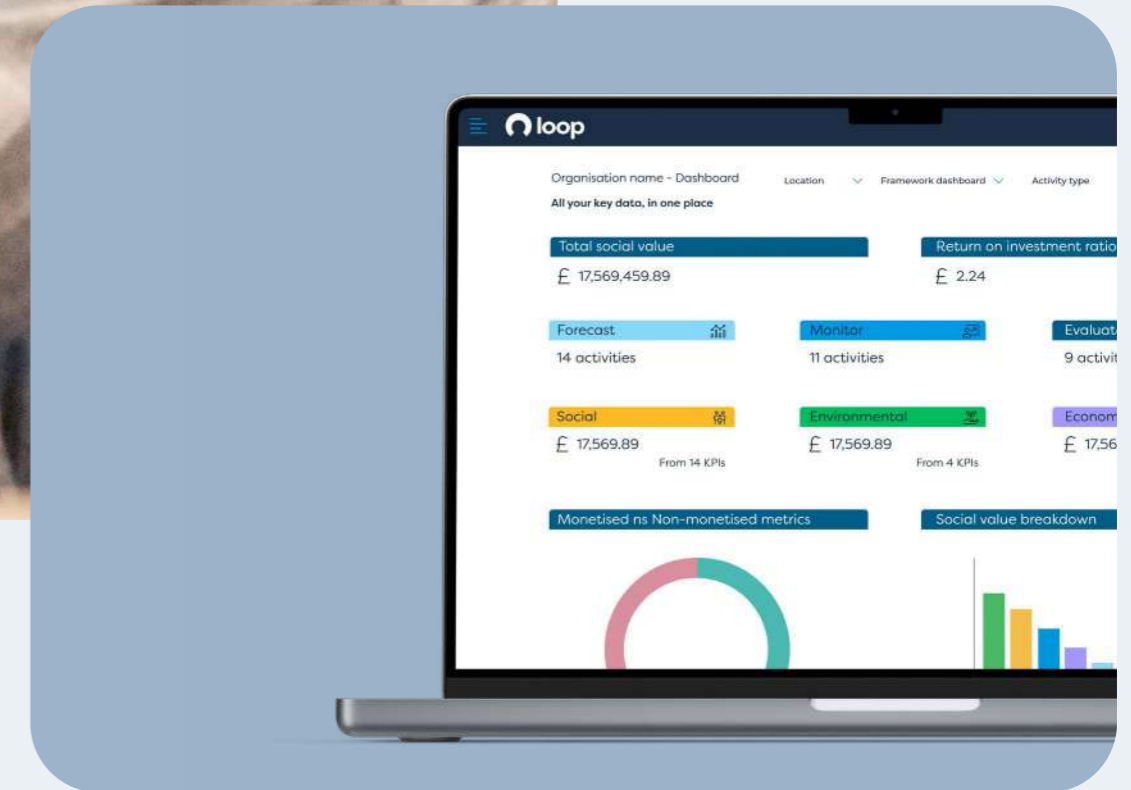 loop
Organisation name - Dashboard
Location Framework dashboard Activity type
All your key data, in one place
Total social value
Return on investment ratio
£ 17,569,459.89
£ 2.24
Forecast
Monitor
Evaluat
14 activities
11 activities
9 activit
Social
Environmental
Econom
£ 17,569.89
£ 17,569.89
£ 17,56
From 14 KPIs
From 4 KPIs
Monetised ns Non-monetised metrics
Social value breakdown